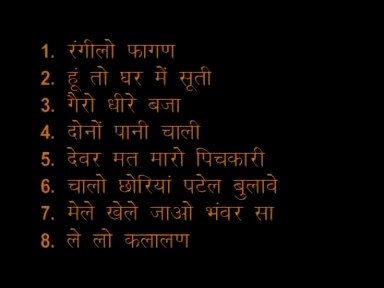 1. रंगीलो फागण
2. हूं तो घर में सूती
3. गैरो धीरे बजा
4. दोनों पानी चाली
5. देवर मत मारो पिचकारी
6. चालो छोरियां पटेल बुलावे
7. मेले खेले जाओ भंवर सा
8. ले लो कलालण